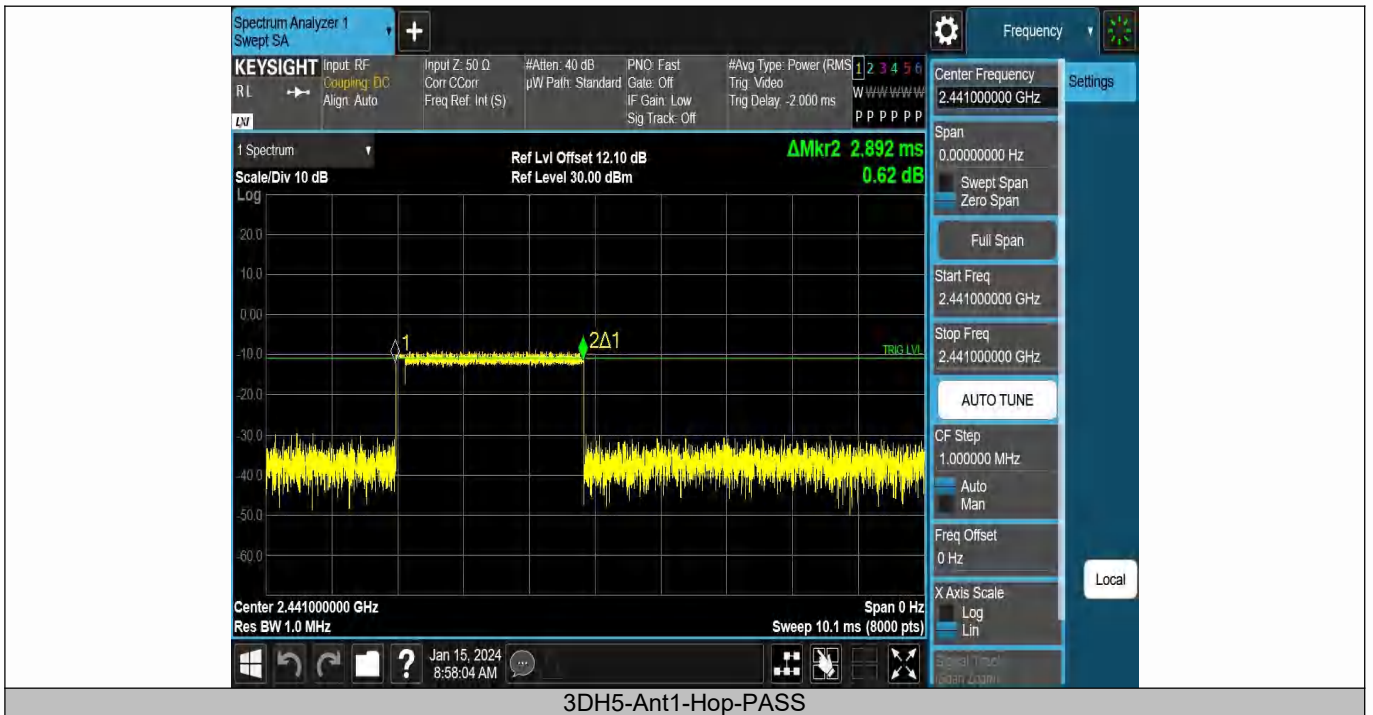 Spectrum Analyzer 1
Swept SA
+
Frequency
KEYSIGHT
RL
LXI
Input: RF
Coupling: DC
Align: Auto
Input Z: 50 Ω
Corr CCorr
Freq Ref: Int (S)
#Atten: 40 dB
µW Path: Standard
PNO: Fast
Gate: Off
IF Gain: Low
Sig Track: Off
#Avg Type: Power (RMS
Trig: Video
Trig Delay: -2.000 ms
1 2 3 4 5 6
W W W W W W
P P P P P P
Center Frequency
2.441000000 GHz
Settings
1 Spectrum
Scale/Div 10 dB
Log
Ref Lvl Offset 12.10 dB
Ref Level 30.00 dBm
ΔMkr2 2.892 ms
0.62 dB
20.0
10.0
0.00
-10.0
-20.0
-30.0
-40.0
-50.0
-60.0
1
2Δ1
TRIG LVL
Span
0.00000000 Hz
Swept Span
Zero Span
Full Span
Start Freq
2.441000000 GHz
Stop Freq
2.441000000 GHz
AUTO TUNE
CF Step
1.000000 MHz
Auto
Man
Freq Offset
0 Hz
X Axis Scale
Log
Lin
Signal Track
(Span Zoom)
Local
Center 2.441000000 GHz
Res BW 1.0 MHz
Span 0 Hz
Sweep 10.1 ms (8000 pts)
?
Jan 15, 2024
8:58:04 AM
3DH5-Ant1-Hop-PASS